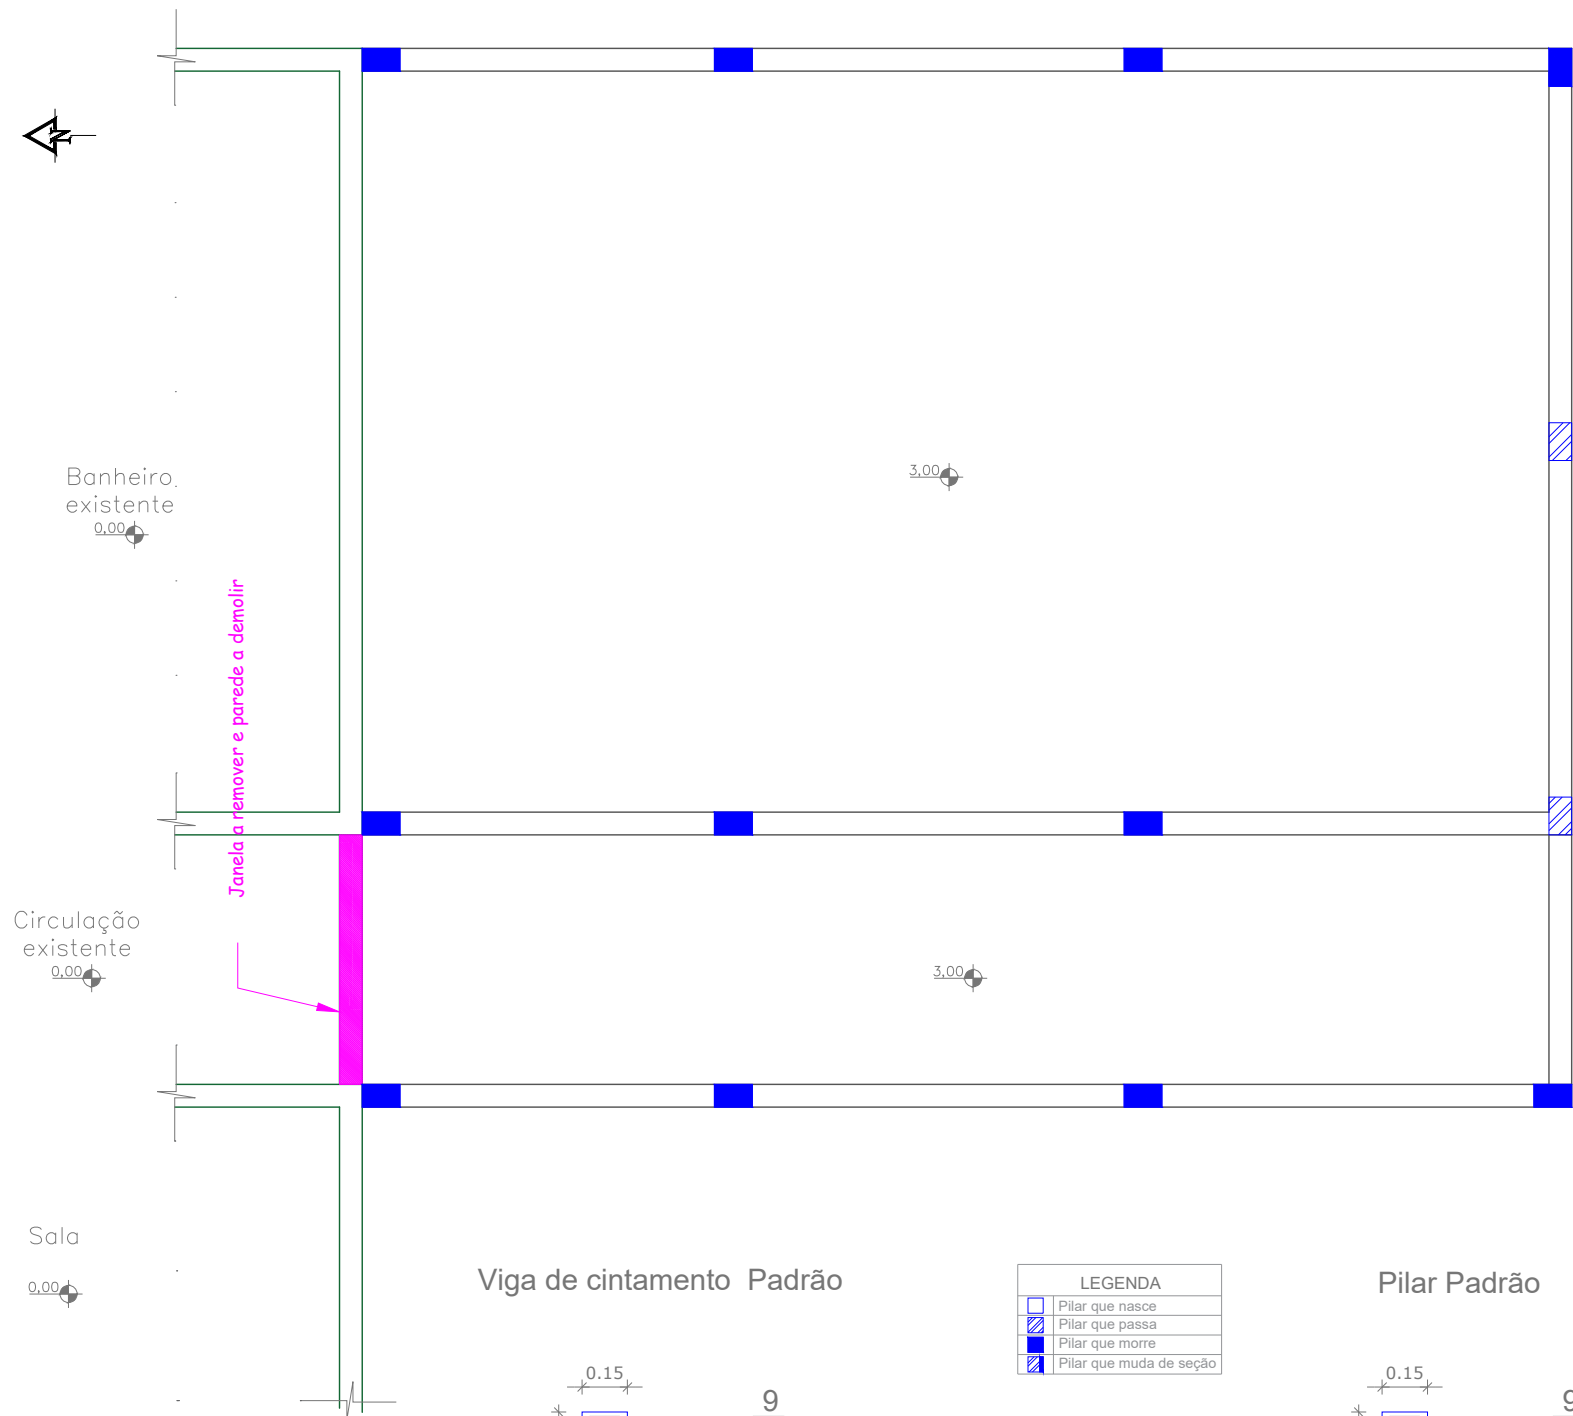 3,00
Banheiro
existente
0,00
Janela a remover e parede a demolir
Circulação
existente
0,00
3,00
Sala
0,00
Viga de cintamento Padrão
LEGENDA
Pilar que nasce
Pilar que passa
Pilar que morre
Pilar que muda de seção
Pilar Padrão
0.15
9
0.15